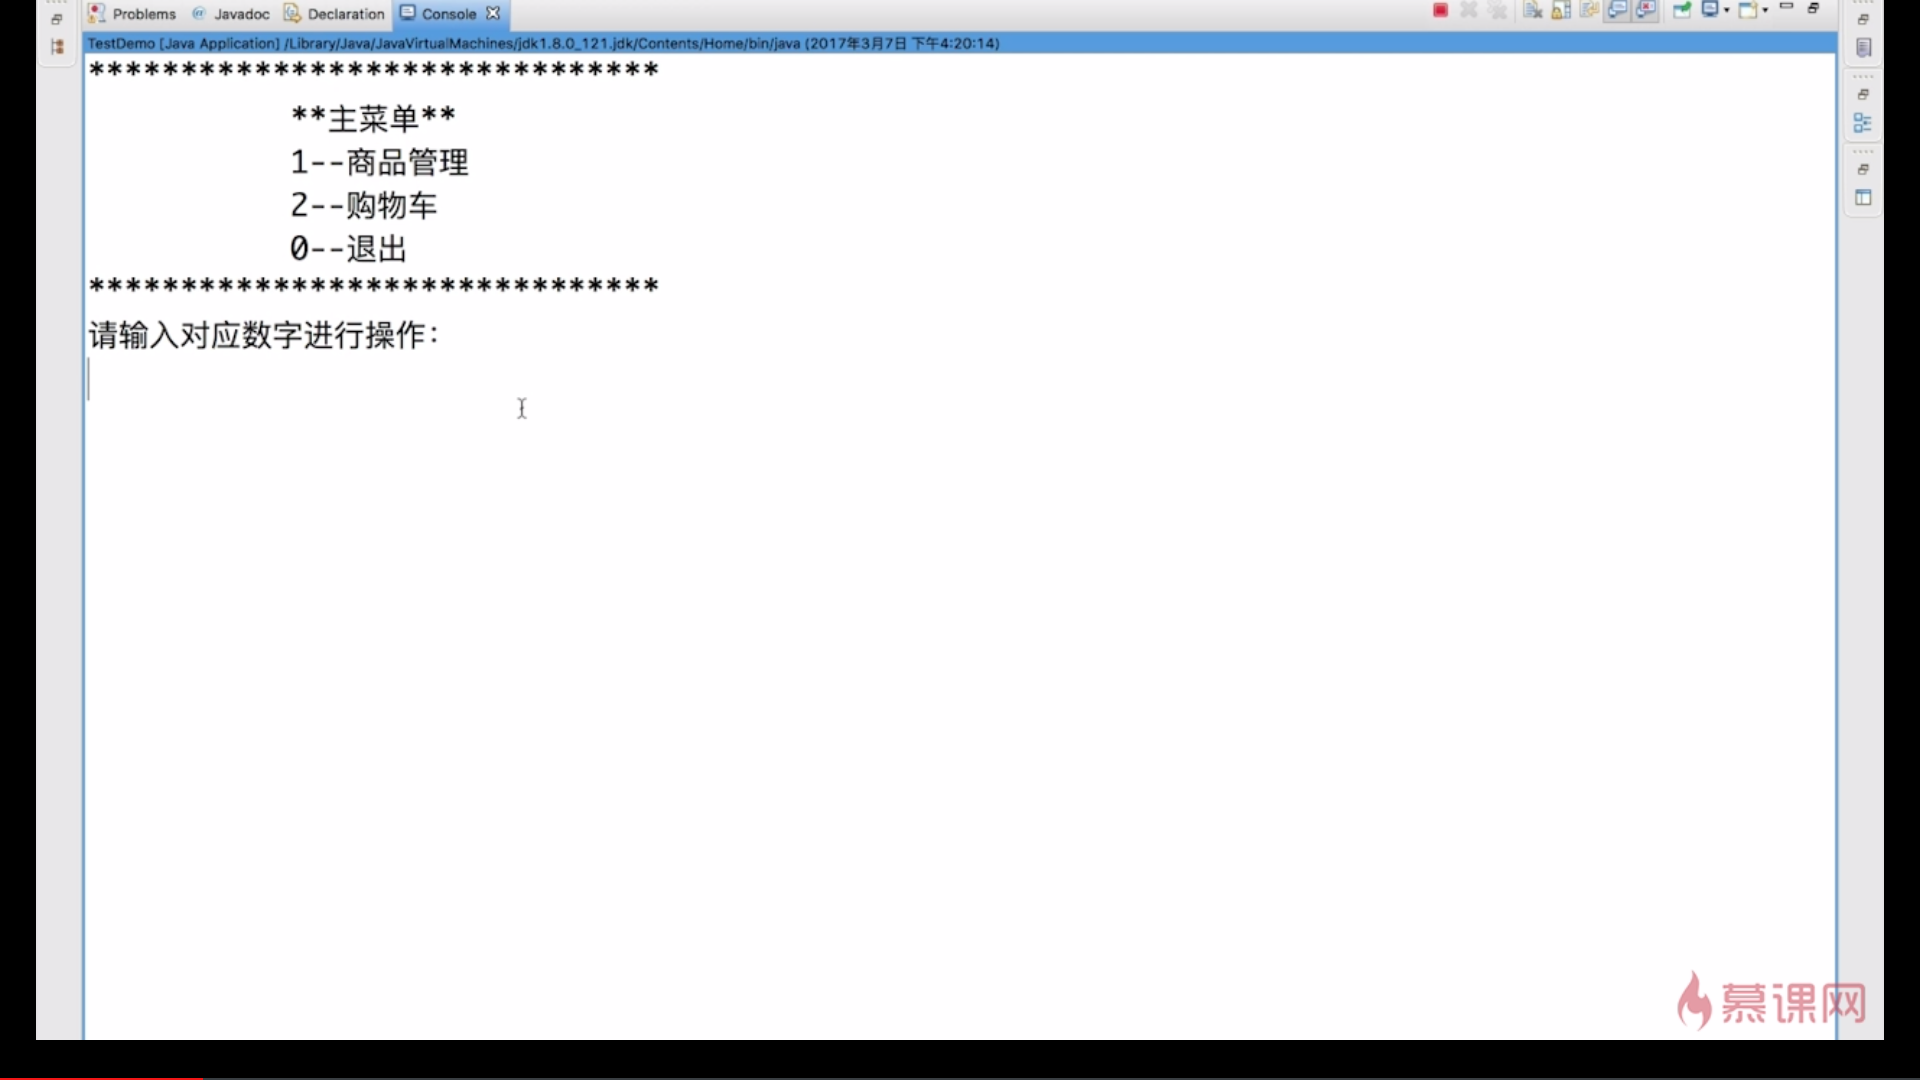 Problems Javadoc Declaration Console
TestDemo [Java Application] /Library/Java/JavaVirtualMachines/jdk1.8.0_121.jdk/Contents/Home/bin/java (2017年3月7日 下午4:20:14)
*******************************
**主菜单**
1--商品管理
2--购物车
0--退出
*******************************
请输入对应数字进行操作：
慕课网